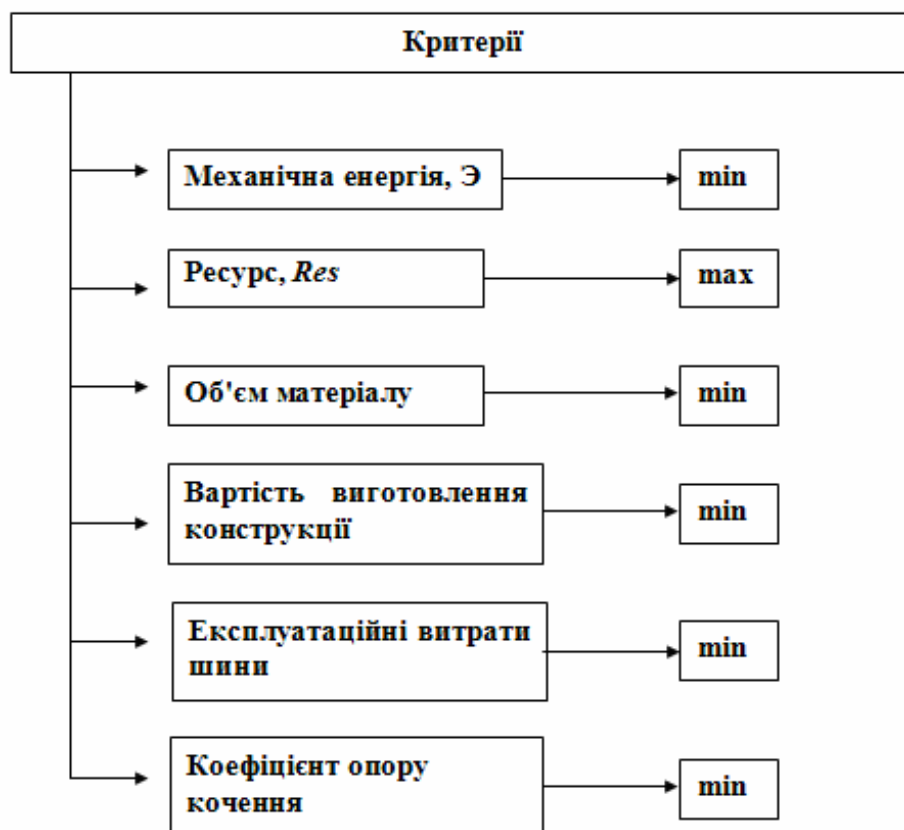 Критерії
Механічна енергія, Э
min
Ресурс, Res
max
Об'єм матеріалу
min
Вартість виготовлення
конструкції
min
Експлуатаційні витрати
шини
min
Коефіцієнт опору
кочення
min